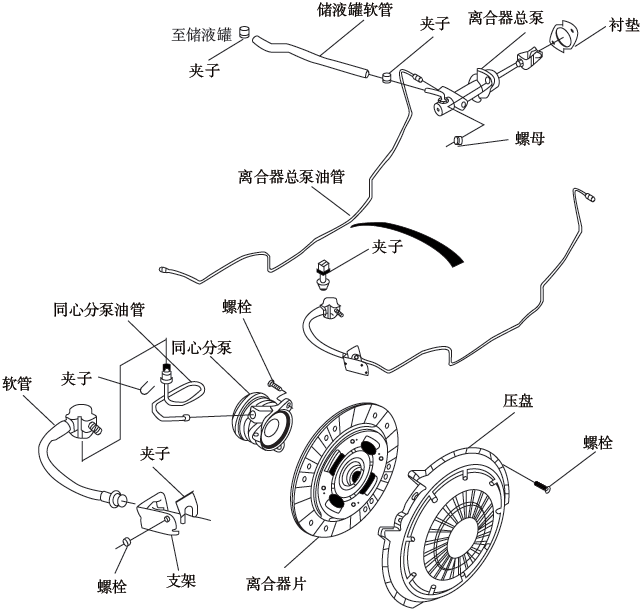 储液罐软管
至储液罐
夹子
夹子
离合器总泵
衬垫
螺母
离合器总泵油管
夹子
螺栓
同心分泵油管
同心分泵
夹子
软管
压盘
螺栓
夹子
螺栓
支架
离合器片